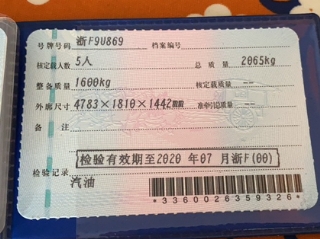 号牌号码 浙F9U869 档案编号
核定载人数 5人 总质量 2065kg
整备质量 1600kg 核定载质量 --
外廓尺寸 4783×1810×1442mm 准牵引总质量 --
备注
检验有效期至2020 年07 月浙F(00)
检验记录
汽油
*3360026359326*